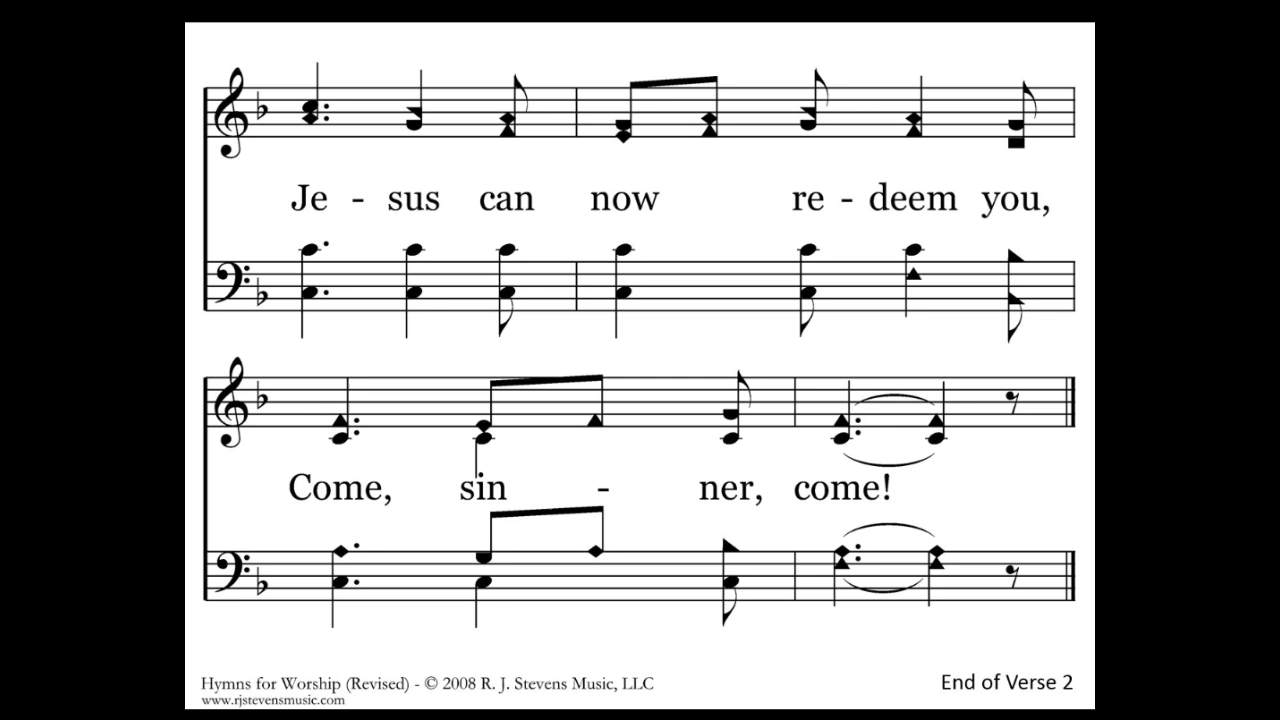 Je - sus can now re - deem you,
Come, sin - ner, come!
Hymns for Worship (Revised) - © 2008 R. J. Stevens Music, LLC
www.rjstevensmusic.com
End of Verse 2